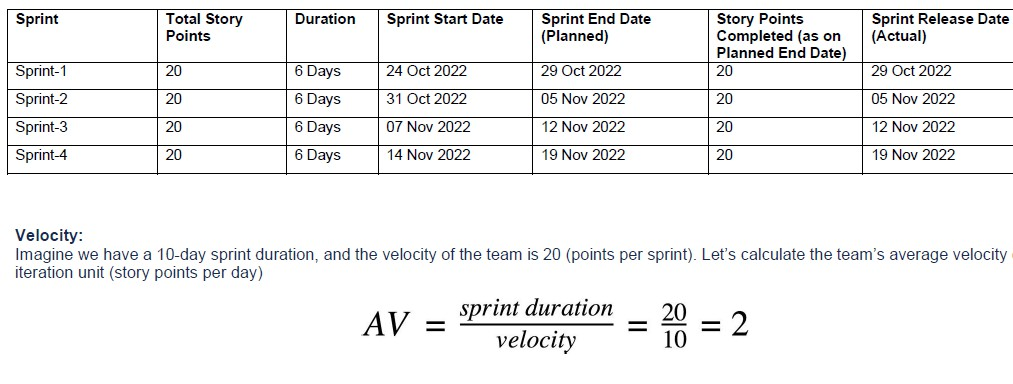 Sprint Total Story Points Duration Sprint Start Date Sprint End Date (Planned) Story Points Completed (as on Planned End Date) Sprint Release Date (Actual)
Sprint-1 20 6 Days 24 Oct 2022 29 Oct 2022 20 29 Oct 2022
Sprint-2 20 6 Days 31 Oct 2022 05 Nov 2022 20 05 Nov 2022
Sprint-3 20 6 Days 07 Nov 2022 12 Nov 2022 20 12 Nov 2022
Sprint-4 20 6 Days 14 Nov 2022 19 Nov 2022 20 19 Nov 2022
Velocity:
Imagine we have a 10-day sprint duration, and the velocity of the team is 20 (points per sprint). Let's calculate the team's average velocity
iteration unit (story points per day)
AV = sprint duration / velocity = 20 / 10 = 2